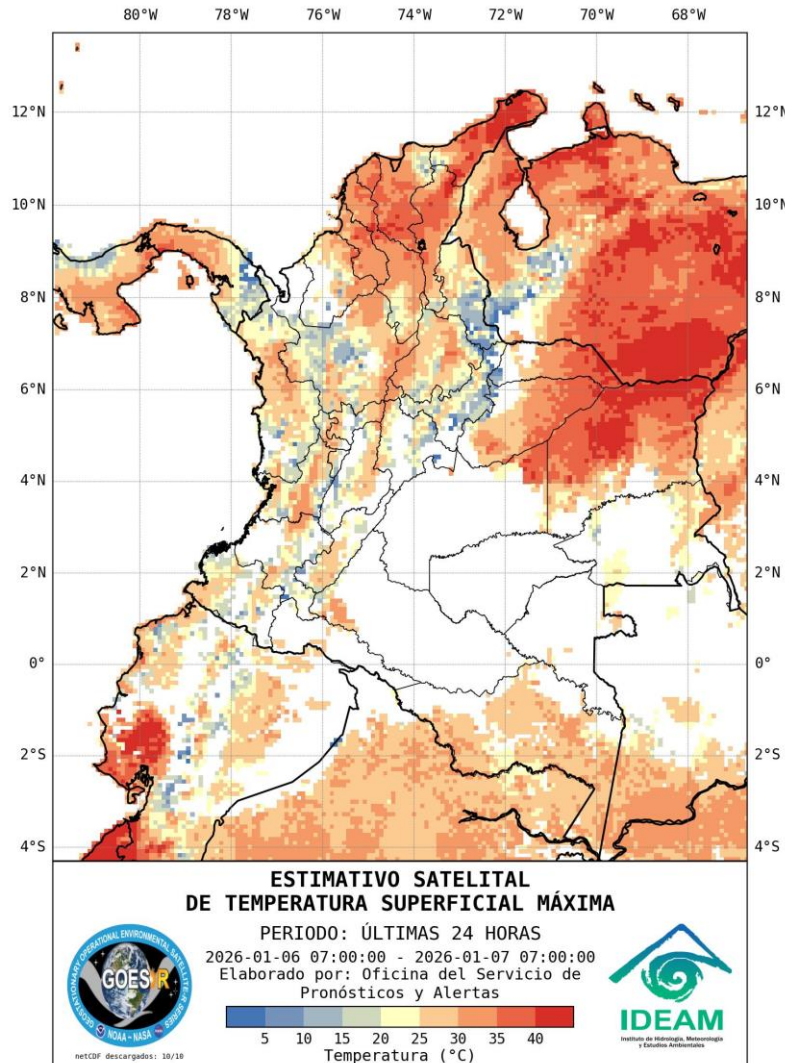 80°W 78°W 76°W 74°W 72°W 70°W 68°W
12°N 12°N
10°N 10°N
8°N 8°N
6°N 6°N
4°N 4°N
2°N 2°N
0° 0°
2°S 2°S
4°S 4°S
ESTIMATIVO SATELITAL
DE TEMPERATURA SUPERFICIAL MÁXIMA
PERIODO: ÚLTIMAS 24 HORAS
2026-01-06 07:00:00 - 2026-01-07 07:00:00
Elaborado por: Oficina del Servicio de
Pronósticos y Alertas
5 10 15 20 25 30 35 40
Temperatura (°C)
GEOSTATIONARY OPERATIONAL ENVIRONMENTAL SATELLITE R SERIES
GOES R
NOAA - NASA
netCDF descargados: 10/10
IDEAM
Instituto de Hidrología, Meteorología
y Estudios Ambientales